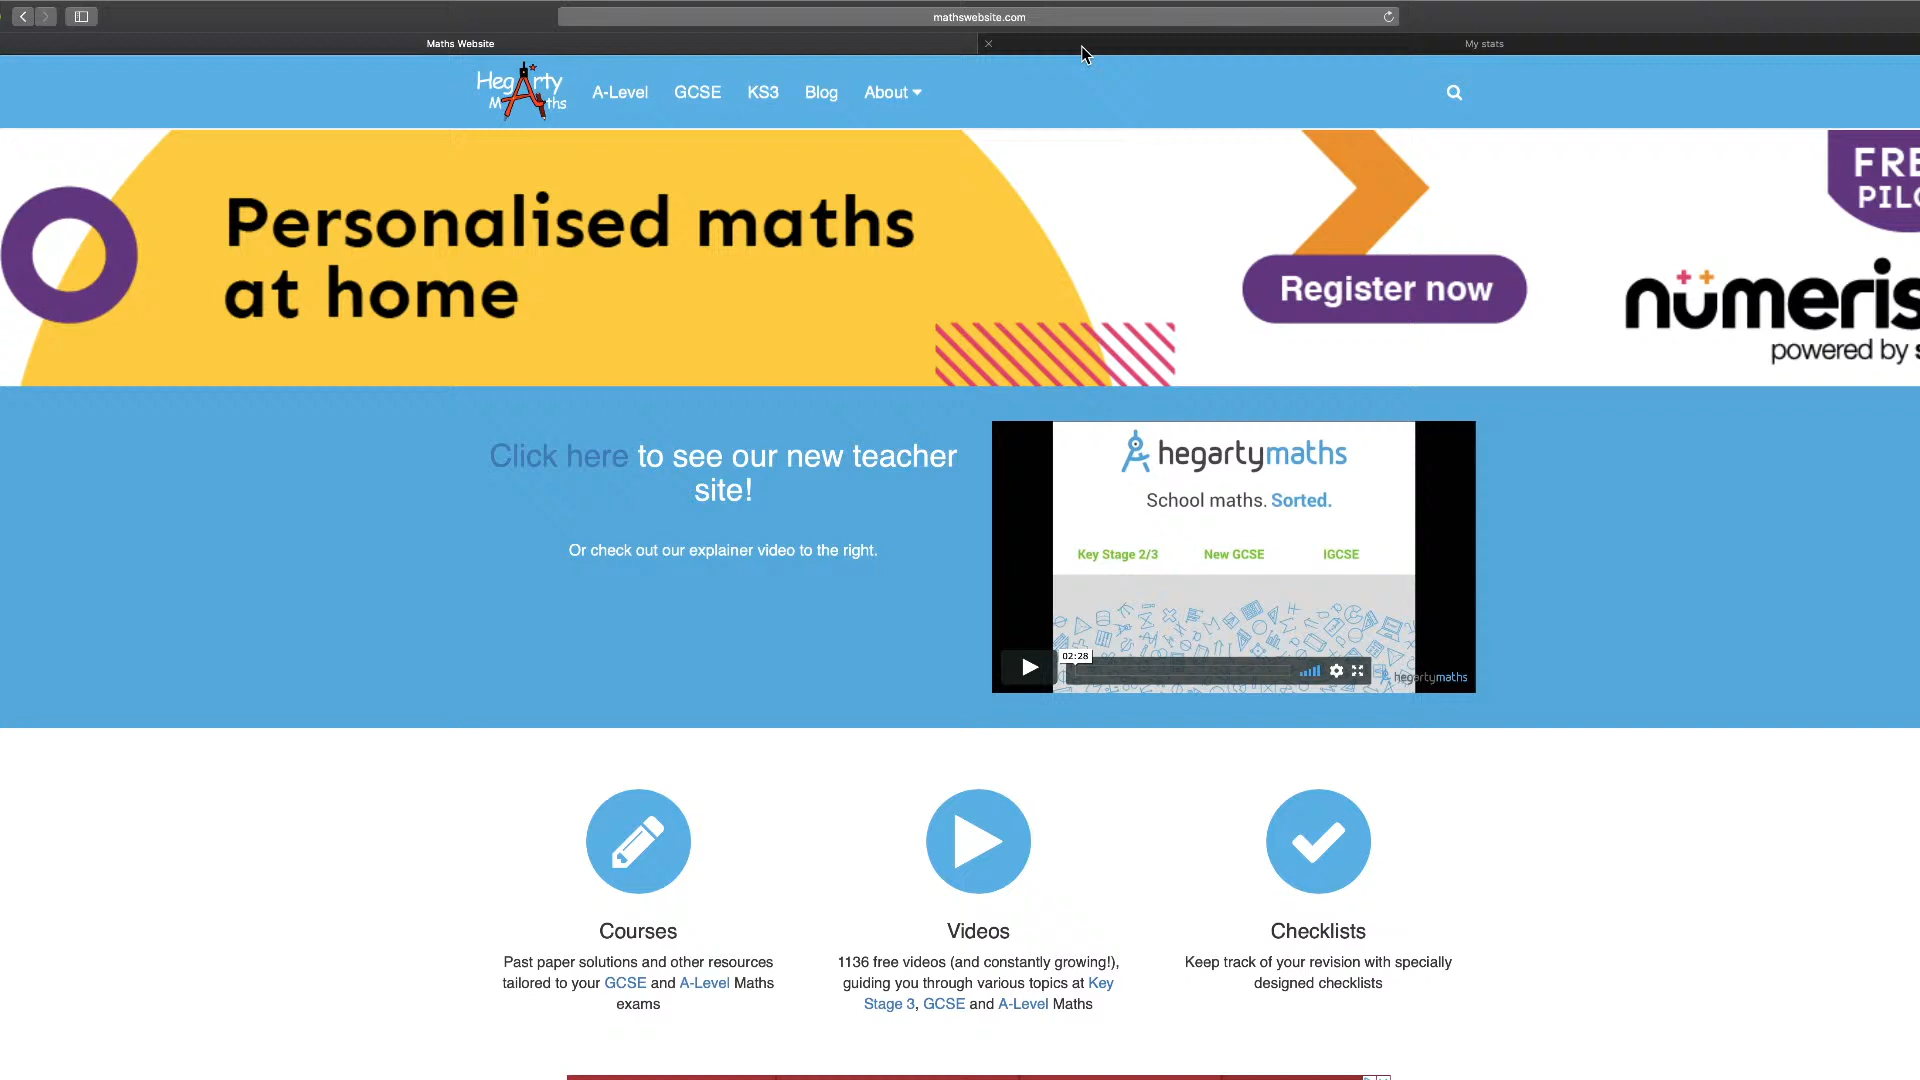 mathswebsite.com
Maths Website
My stats
Hegarty
Maths
A-Level
GCSE
KS3
Blog
About
Personalised maths
at home
Register now
FRE
PILO
numeris
powered by s
Click here to see our new teacher
site!
Or check out our explainer video to the right.
hegartymaths
School maths. Sorted.
Key Stage 2/3
New GCSE
IGCSE
02:28
hegartymaths
Courses
Past paper solutions and other resources
tailored to your GCSE and A-Level Maths
exams
Videos
1136 free videos (and constantly growing!),
guiding you through various topics at Key
Stage 3, GCSE and A-Level Maths
Checklists
Keep track of your revision with specially
designed checklists